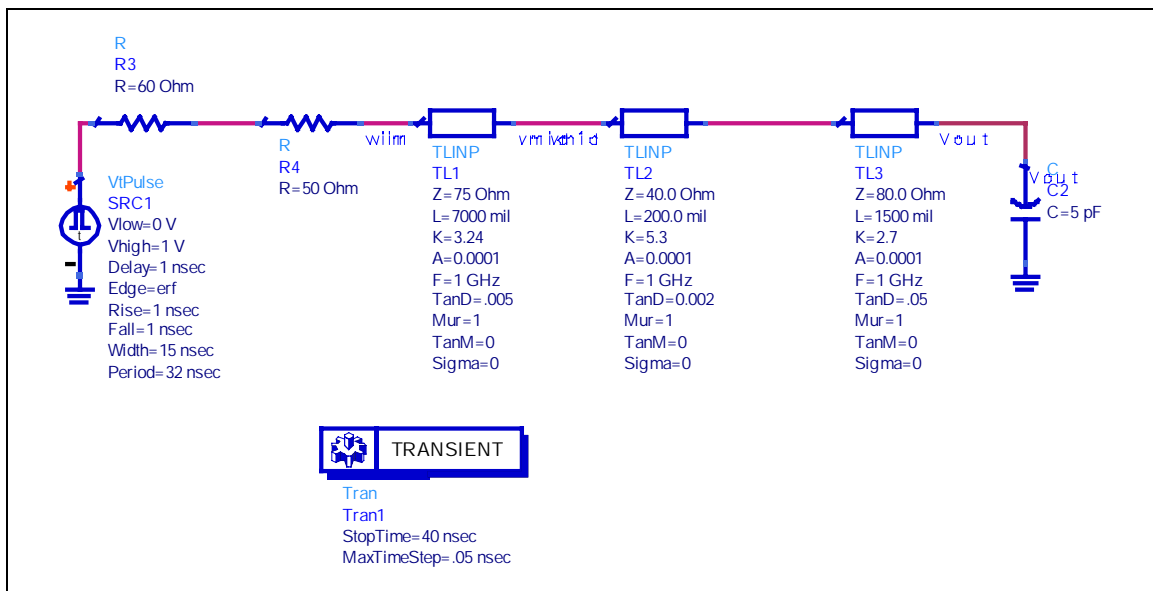 R
R3
R=60 Ohm
R
R4
R=50 Ohm
VtPulse
SRC1
Vlow=0 V
Vhigh=1 V
Delay=1 nsec
Edge=erf
Rise=1 nsec
Fall=1 nsec
Width=15 nsec
Period=32 nsec
t
TLINP
TL1
Z=75 Ohm
L=7000 mil
K=3.24
A=0.0001
F=1 GHz
TanD=.005
Mur=1
TanM=0
Sigma=0
TLINP
TL2
Z=40.0 Ohm
L=200.0 mil
K=5.3
A=0.0001
F=1 GHz
TanD=0.002
Mur=1
TanM=0
Sigma=0
Vout
TLINP
TL3
Z=80.0 Ohm
L=1500 mil
K=2.7
A=0.0001
F=1 GHz
TanD=.05
Mur=1
TanM=0
Sigma=0
Vout
C
C2
C=5 pF
TRANSIENT
Tran
Tran1
StopTime=40 nsec
MaxTimeStep=.05 nsec